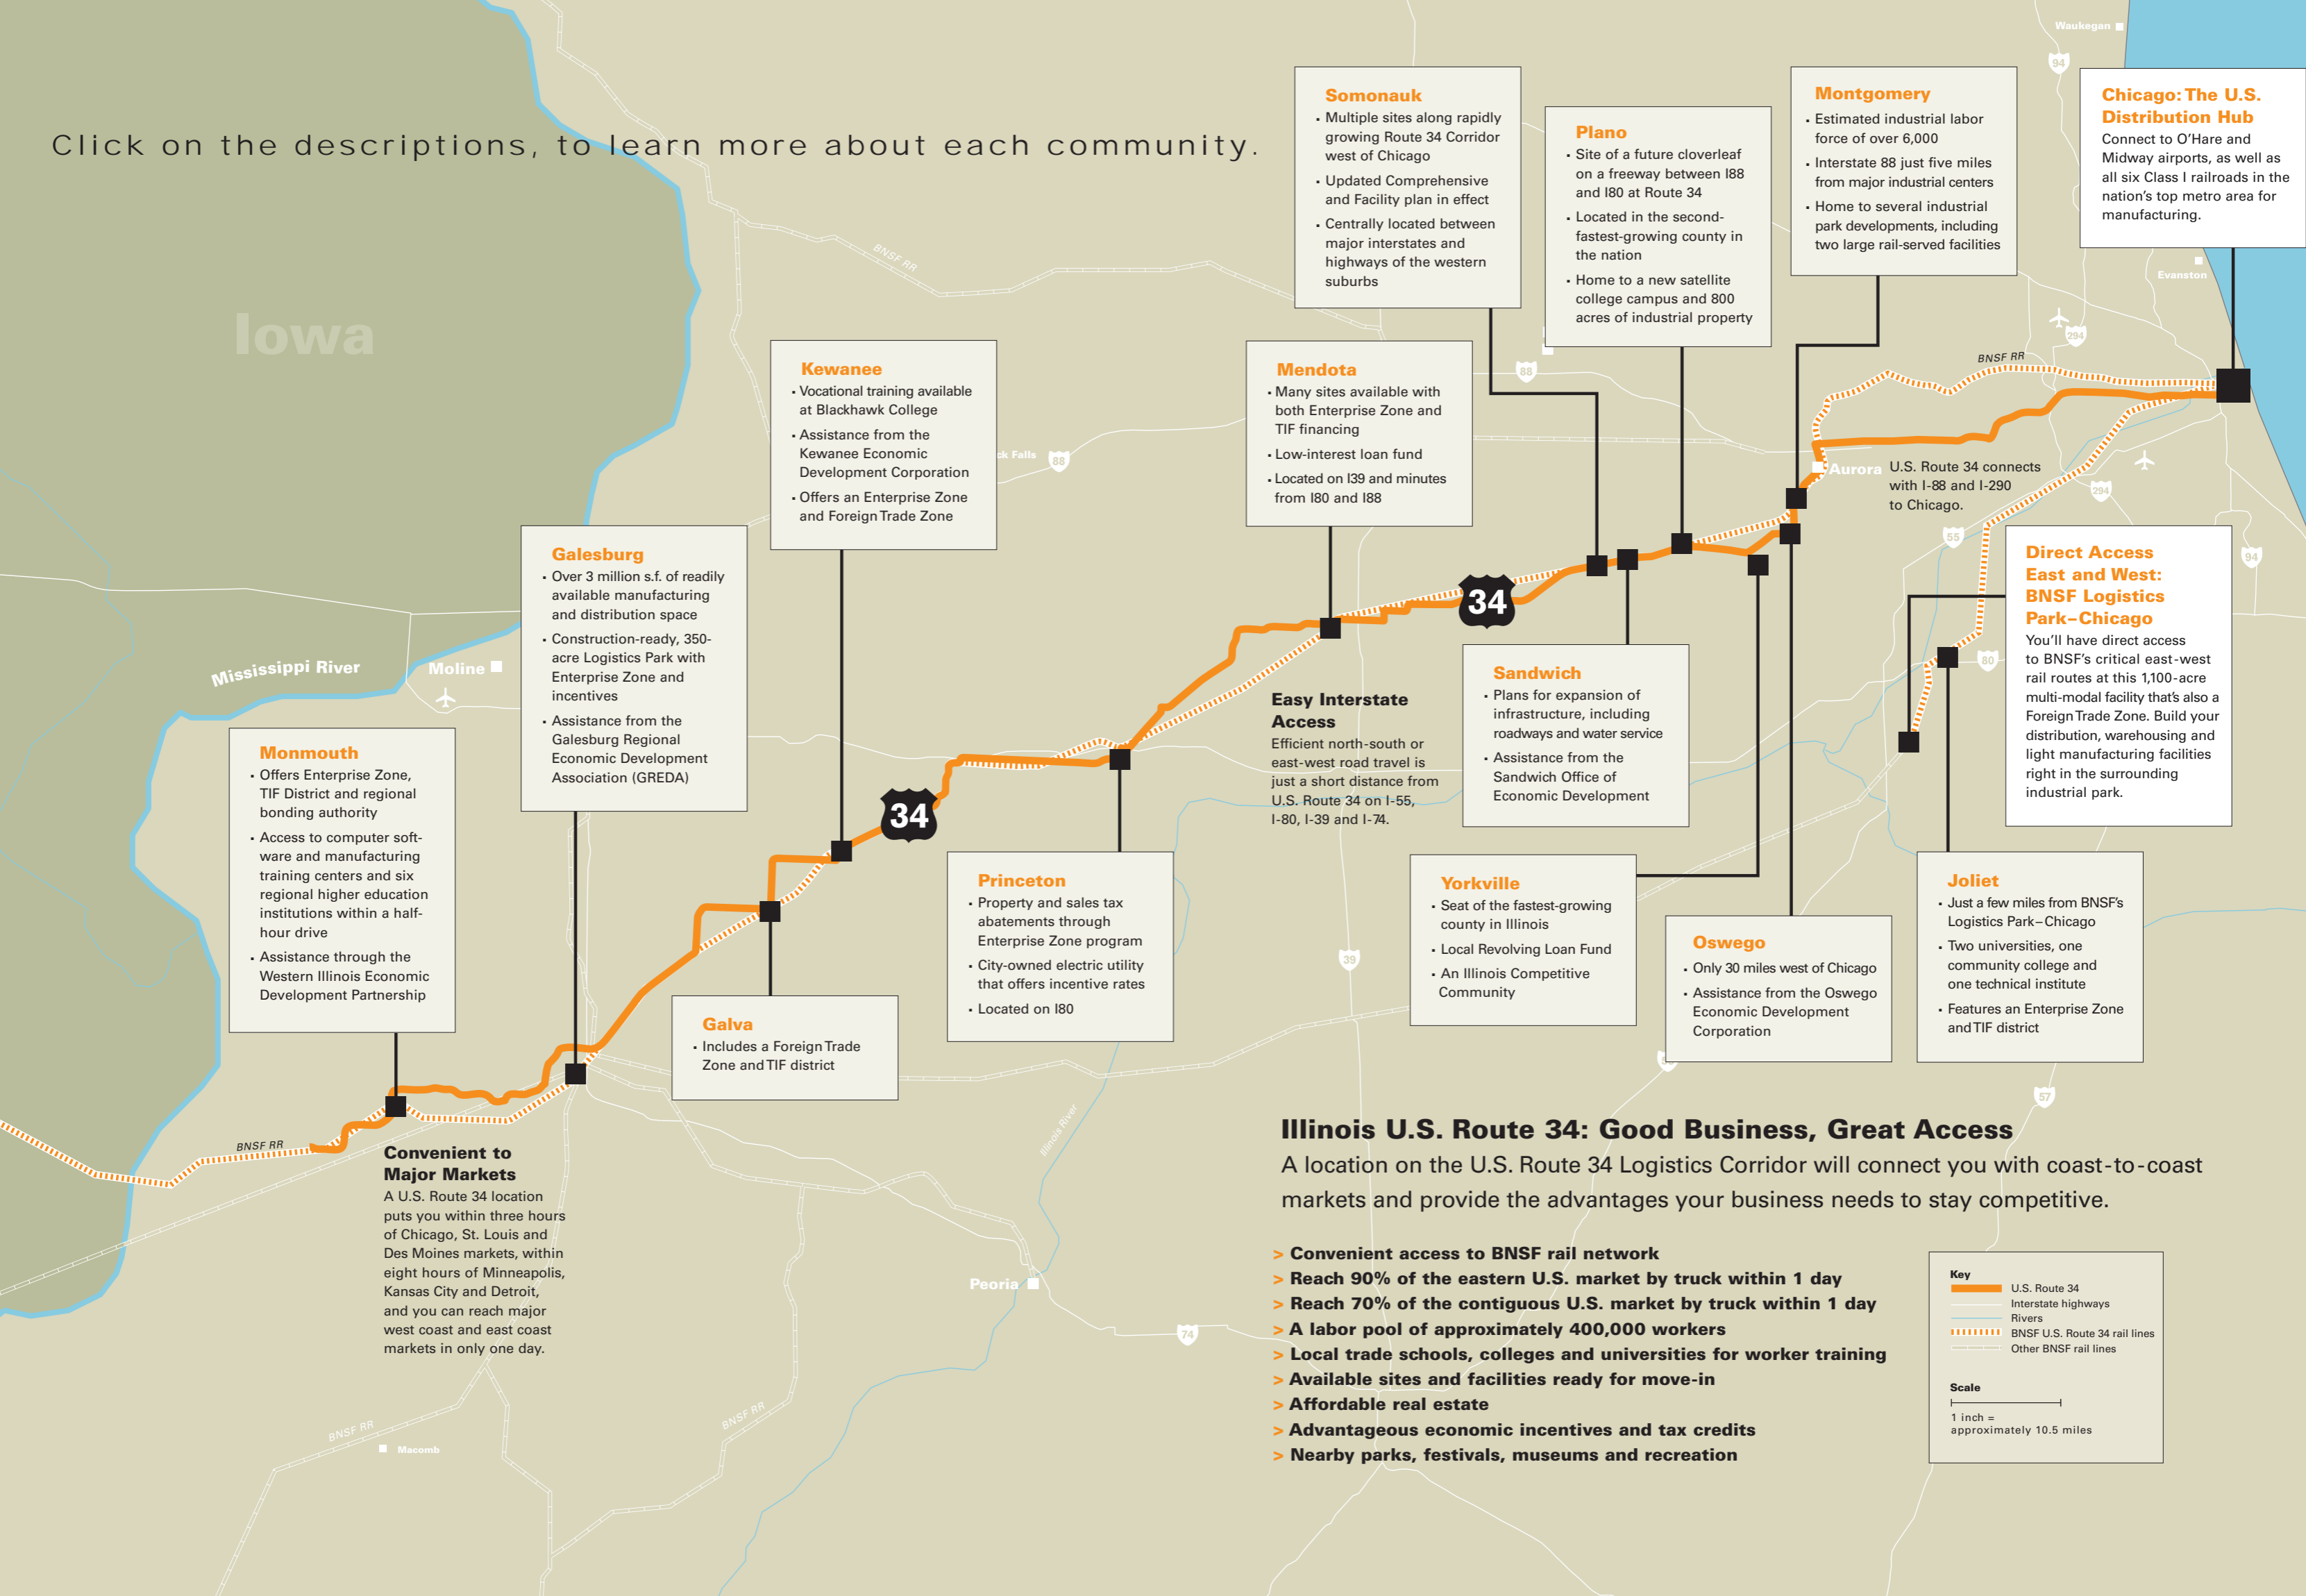 Click on the descriptions, to learn more about each community.
Iowa
Mississippi River
Moline
BNSF RR
Waukegan
94
Evanston
294
BNSF RR
88
ck Falls
88
Somonauk
• Multiple sites along rapidly
growing Route 34 Corridor
west of Chicago
• Updated Comprehensive
and Facility plan in effect
• Centrally located between
major interstates and
highways of the western
suburbs
Plano
• Site of a future cloverleaf
on a freeway between I88
and I80 at Route 34
• Located in the second-
fastest-growing county in
the nation
• Home to a new satellite
college campus and 800
acres of industrial property
Montgomery
• Estimated industrial labor
force of over 6,000
• Interstate 88 just five miles
from major industrial centers
• Home to several industrial
park developments, including
two large rail-served facilities
Chicago: The U.S.
Distribution Hub
Connect to O’Hare and
Midway airports, as well as
all six Class I railroads in the
nation’s top metro area for
manufacturing.
Kewanee
• Vocational training available
at Blackhawk College
• Assistance from the
Kewanee Economic
Development Corporation
• Offers an Enterprise Zone
and Foreign Trade Zone
Mendota
• Many sites available with
both Enterprise Zone and
TIF financing
• Low-interest loan fund
• Located on I39 and minutes
from I80 and I88
Aurora
U.S. Route 34 connects
with I-88 and I-290
to Chicago.
294
55
94
80
Galesburg
• Over 3 million s.f. of readily
available manufacturing
and distribution space
• Construction-ready, 350-
acre Logistics Park with
Enterprise Zone and
incentives
• Assistance from the
Galesburg Regional
Economic Development
Association (GREDA)
34
34
Direct Access
East and West:
BNSF Logistics
Park–Chicago
You’ll have direct access
to BNSF’s critical east-west
rail routes at this 1,100-acre
multi-modal facility that’s also a
Foreign Trade Zone. Build your
distribution, warehousing and
light manufacturing facilities
right in the surrounding
industrial park.
Monmouth
• Offers Enterprise Zone,
TIF District and regional
bonding authority
• Access to computer soft-
ware and manufacturing
training centers and six
regional higher education
institutions within a half-
hour drive
• Assistance through the
Western Illinois Economic
Development Partnership
Easy Interstate
Access
Efficient north-south or
east-west road travel is
just a short distance from
U.S. Route 34 on I-55,
I-80, I-39 and I-74.
Sandwich
• Plans for expansion of
infrastructure, including
roadways and water service
• Assistance from the
Sandwich Office of
Economic Development
Princeton
• Property and sales tax
abatements through
Enterprise Zone program
• City-owned electric utility
that offers incentive rates
• Located on I80
Yorkville
• Seat of the fastest-growing
county in Illinois
• Local Revolving Loan Fund
• An Illinois Competitive
Community
Oswego
• Only 30 miles west of Chicago
• Assistance from the Oswego
Economic Development
Corporation
Joliet
• Just a few miles from BNSF’s
Logistics Park–Chicago
• Two universities, one
community college and
one technical institute
• Features an Enterprise Zone
and TIF district
Galva
• Includes a Foreign Trade
Zone and TIF district
39
57
Illinois River
BNSF RR
Convenient to
Major Markets
A U.S. Route 34 location
puts you within three hours
of Chicago, St. Louis and
Des Moines markets, within
eight hours of Minneapolis,
Kansas City and Detroit,
and you can reach major
west coast and east coast
markets in only one day.
Peoria
74
BNSF RR
BNSF RR
Macomb
Illinois U.S. Route 34: Good Business, Great Access
A location on the U.S. Route 34 Logistics Corridor will connect you with coast-to-coast
markets and provide the advantages your business needs to stay competitive.
> Convenient access to BNSF rail network
> Reach 90% of the eastern U.S. market by truck within 1 day
> Reach 70% of the contiguous U.S. market by truck within 1 day
> A labor pool of approximately 400,000 workers
> Local trade schools, colleges and universities for worker training
> Available sites and facilities ready for move-in
> Affordable real estate
> Advantageous economic incentives and tax credits
> Nearby parks, festivals, museums and recreation
Key
U.S. Route 34
Interstate highways
Rivers
BNSF U.S. Route 34 rail lines
Other BNSF rail lines
Scale
1 inch =
approximately 10.5 miles